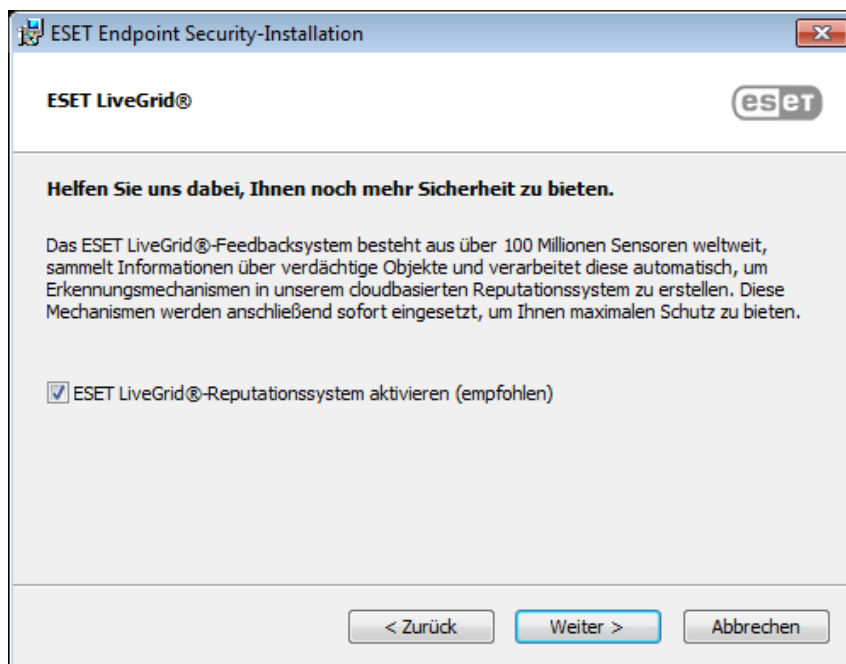 ESET Endpoint Security-Installation
ESET LiveGrid®
eseT
Helfen Sie uns dabei, Ihnen noch mehr Sicherheit zu bieten.
Das ESET LiveGrid®-Feedbacksystem besteht aus über 100 Millionen Sensoren weltweit,
sammelt Informationen über verdächtige Objekte und verarbeitet diese automatisch, um
Erkennungsmechanismen in unserem cloudbasierten Reputationssystem zu erstellen. Diese
Mechanismen werden anschließend sofort eingesetzt, um Ihnen maximalen Schutz zu bieten.
ESET LiveGrid®-Reputationssystem aktivieren (empfohlen)
< Zurück
Weiter >
Abbrechen